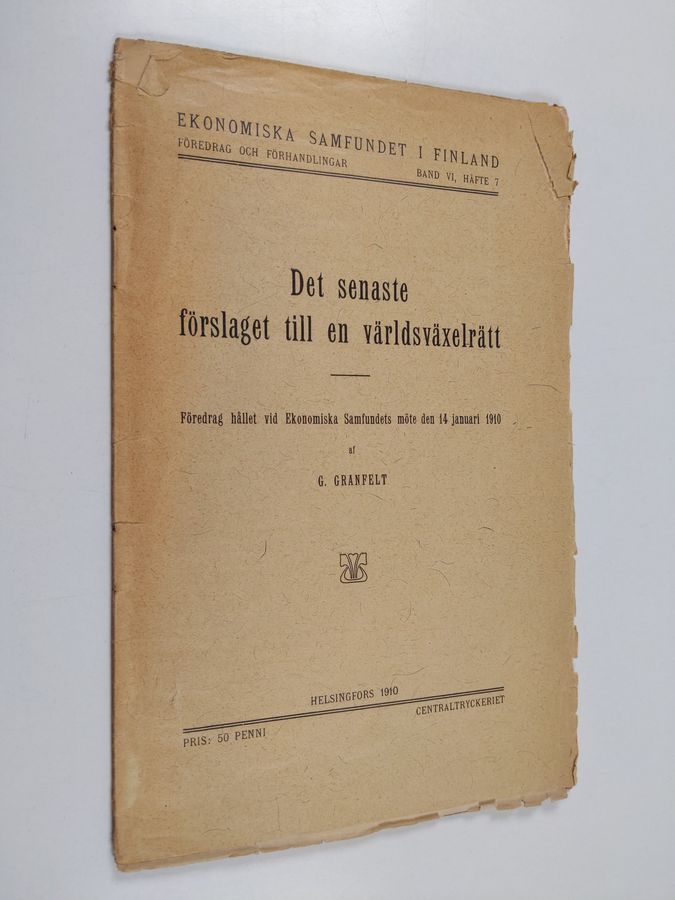 EKONOMISKA SAMFUNDET I FINLAND
FÖREDRAG OCH FÖRHANDLINGAR
BAND VI, HÄFTE 7
Det senaste
förslaget till en världsväxelrätt
Föredrag hållet vid Ekonomiska Samfundets möte den 14 januari 1910
af
G. GRANFELT
HELSINGFORS 1910
CENTRALTRYCKERIET
PRIS: 50 PENNI